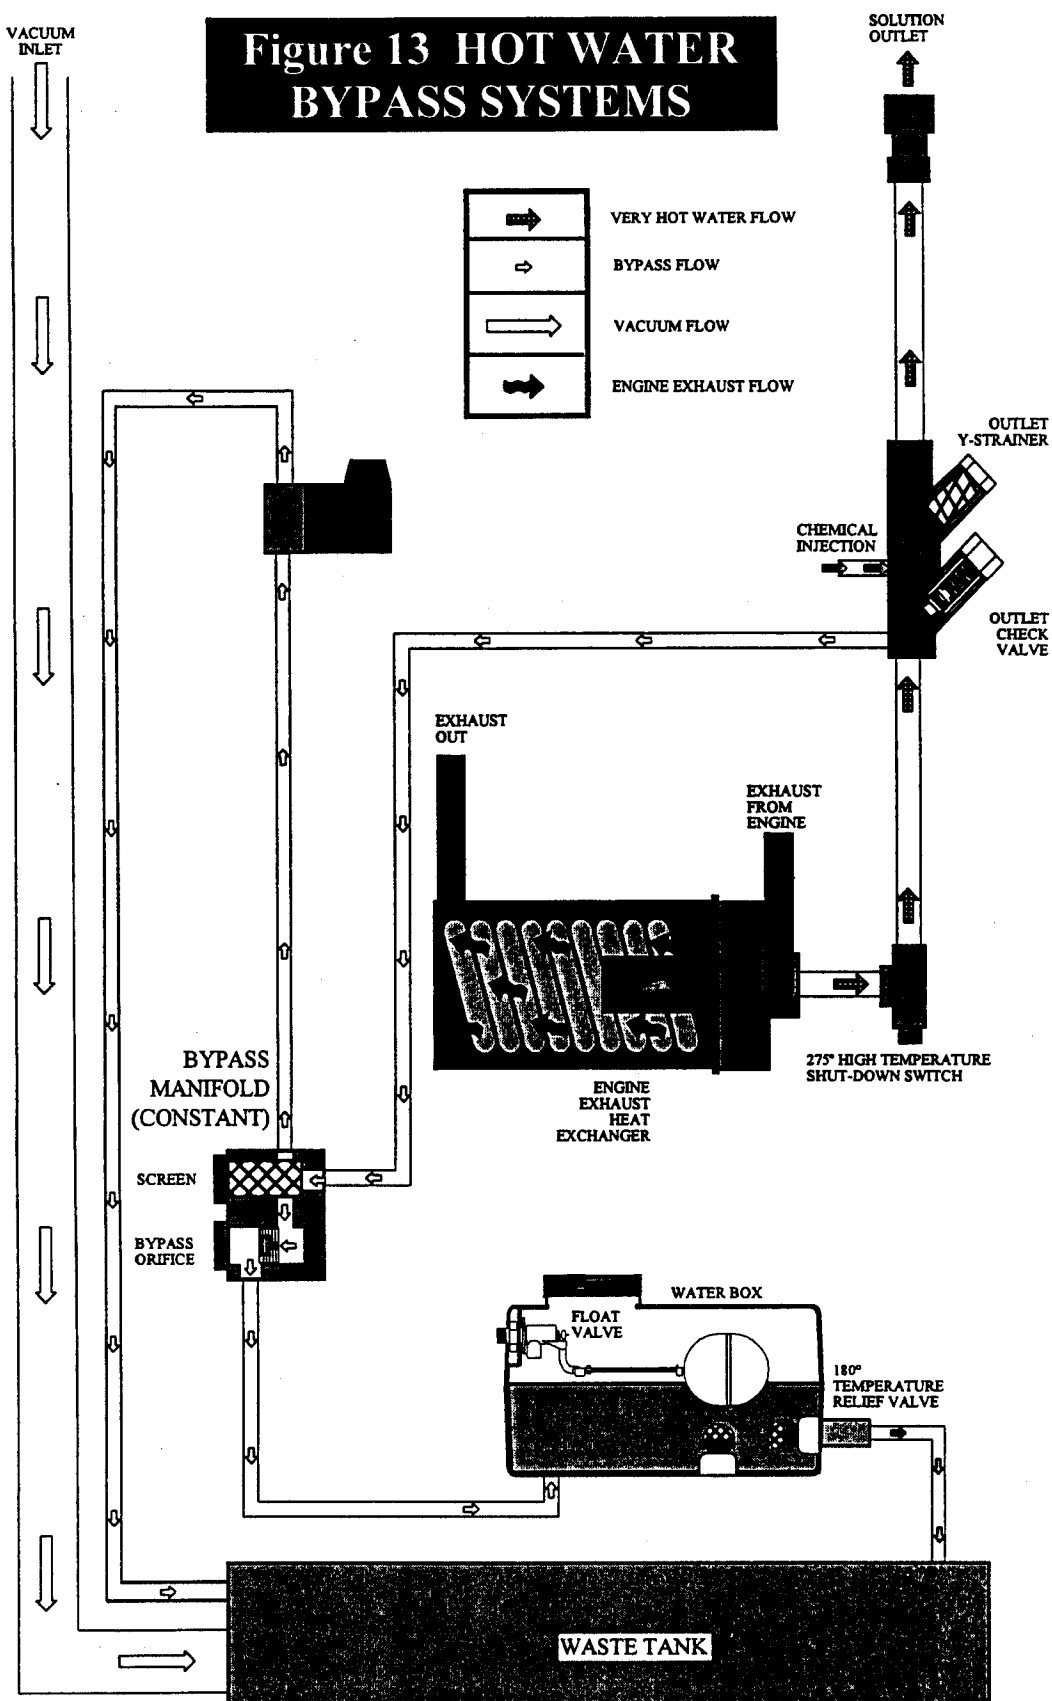 VACUUM
INLET
Figure 13 HOT WATER
BYPASS SYSTEMS
SOLUTION
OUTLET
VERY HOT WATER FLOW
BYPASS FLOW
VACUUM FLOW
ENGINE EXHAUST FLOW
OUTLET
Y-STRAINER
CHEMICAL
INJECTION
OUTLET
CHECK
VALVE
EXHAUST
OUT
EXHAUST
FROM
ENGINE
275° HIGH TEMPERATURE
SHUT-DOWN SWITCH
ENGINE
EXHAUST
HEAT
EXCHANGER
BYPASS
MANIFOLD
(CONSTANT)
SCREEN
BYPASS
ORIFICE
WATER BOX
FLOAT
VALVE
180°
TEMPERATURE
RELIEF VALVE
WASTE TANK